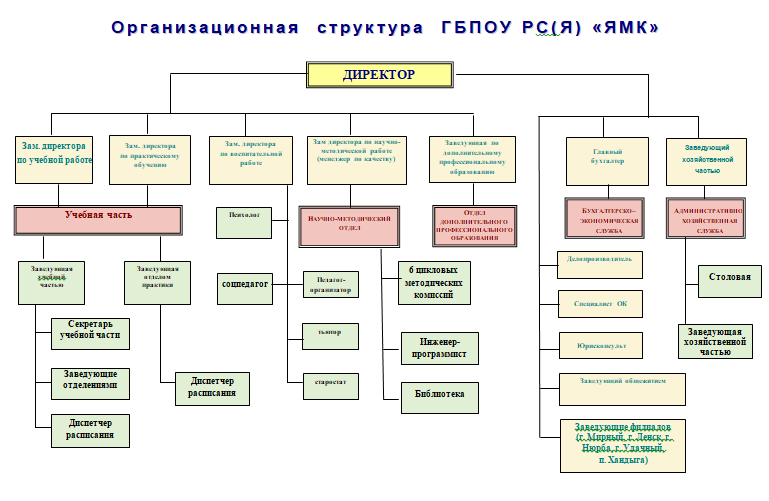 Организационная структура ГБПОУ РС(Я) «ЯМК»
ДИРЕКТОР
Зам. директора
по учебной работе
Зам. директора
по практическому
обучению
Зам. директора
по воспитательной
работе
Зам директора по научно-
методической работе
(менеджер по качеству)
Заведующая по
дополнительному
профессиональному
образованию
Главный
бухгалтер
Заведующий
хозяйственной
частью
Учебная часть
Психолог
Научно-методический
отдел
Отдел
дополнительного
профессионального
образования
Бухгалтерско–
экономическая
служба
Административно
хозяйственная
служба
Заведующая
учебной
частью
Заведующая
отделом
практики
соцпедагог
Педагог-
организатор
6 цикловых
методических
комиссий
Делопроизводитель
Столовая
Секретарь
учебной части
тьютор
Инженер-
программист
Специалист ОК
Юрисконсульт
Заведующая
хозяйственной
частью
Заведующие
отделениями
Диспетчер
расписания
старостат
Библиотека
Заведующий общежитием
Диспетчер
расписания
Заведующие филиалов
(г. Мирный, г. Ленск, г.
Нюрба, г. Удачный,
п. Хандыга)